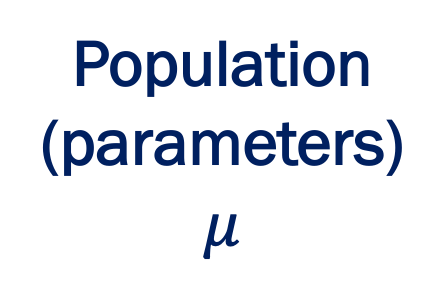 Population
(parameters)
μ